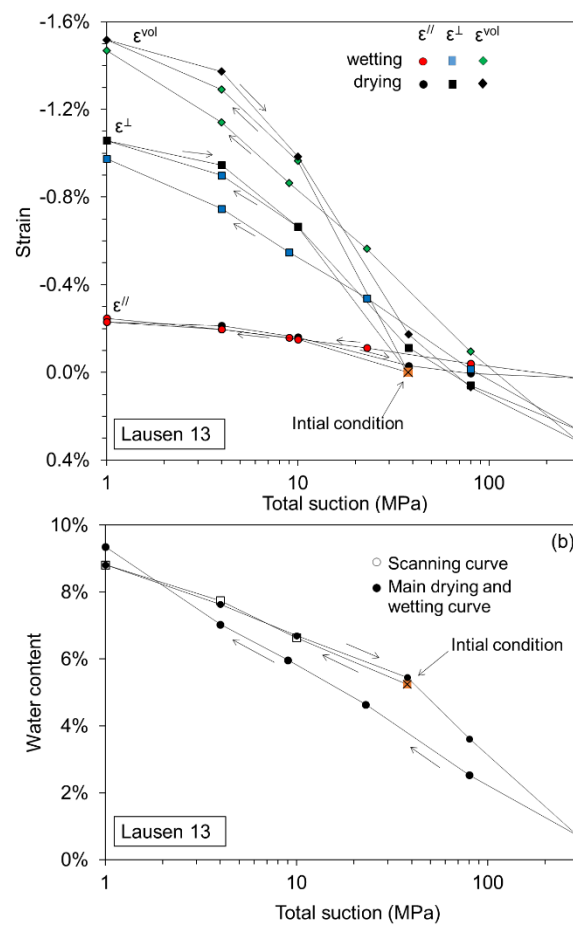 -1.6%
-1.2%
-0.8%
-0.4%
0.0%
0.4%
Strain
ε^vol
ε^⊥
ε^//
ε^// ε^⊥ ε^vol
wetting
drying
Intial condition
Lausen 13
1 10 100
Total suction (MPa)
(b)
10%
8%
6%
4%
2%
0%
Water content
Scanning curve
Main drying and
wetting curve
Intial condition
Lausen 13
1 10 100
Total suction (MPa)